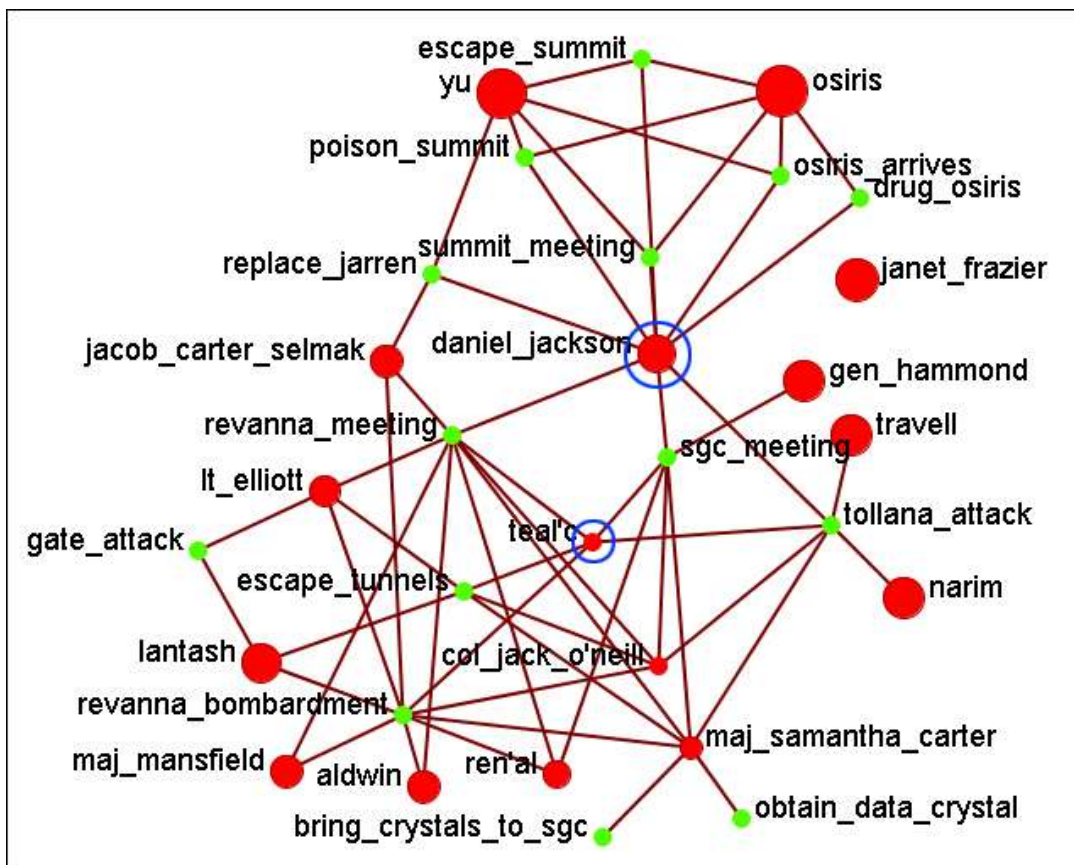 escape_summit
yu
osiris
poison_summit
osiris_arrives
drug_osiris
summit_meeting
replace_jarren
janet_frazier
daniel_jackson
jacob_carter_selmak
gen_hammond
revanna_meeting
travell
sgc_meeting
lt_elliott
tollana_attack
teal'c
gate_attack
escape_tunnels
narim
lantash
col_jack_o'neill
revanna_bombardment
maj_samantha_carter
maj_mansfield
aldwin
ren'al
obtain_data_crystal
bring_crystals_to_sgc